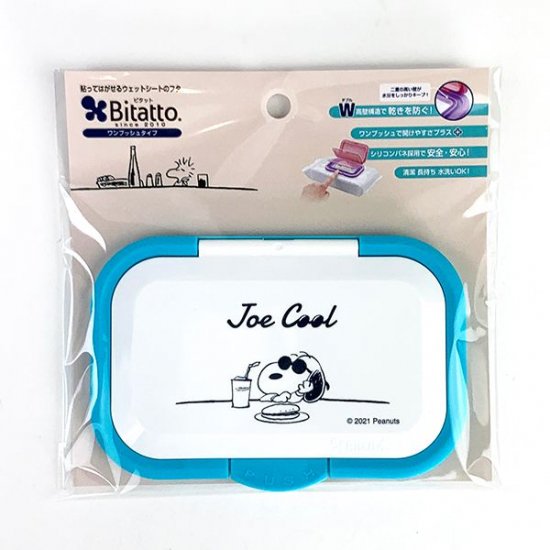 貼ってはがせるウェットシートのフタ
Bitatto.
ビタット
since 2010
ワンプッシュタイプ
二重の高い壁が
水分をしっかりキープ!
ダブル
W高壁構造で乾きを防ぐ!
ワンプッシュで開けやすさプラス
シリコンバネ採用で安全・安心!
清潔 長持ち 水洗いOK!
Joe Cool
© 2021 Peanuts
PUSH